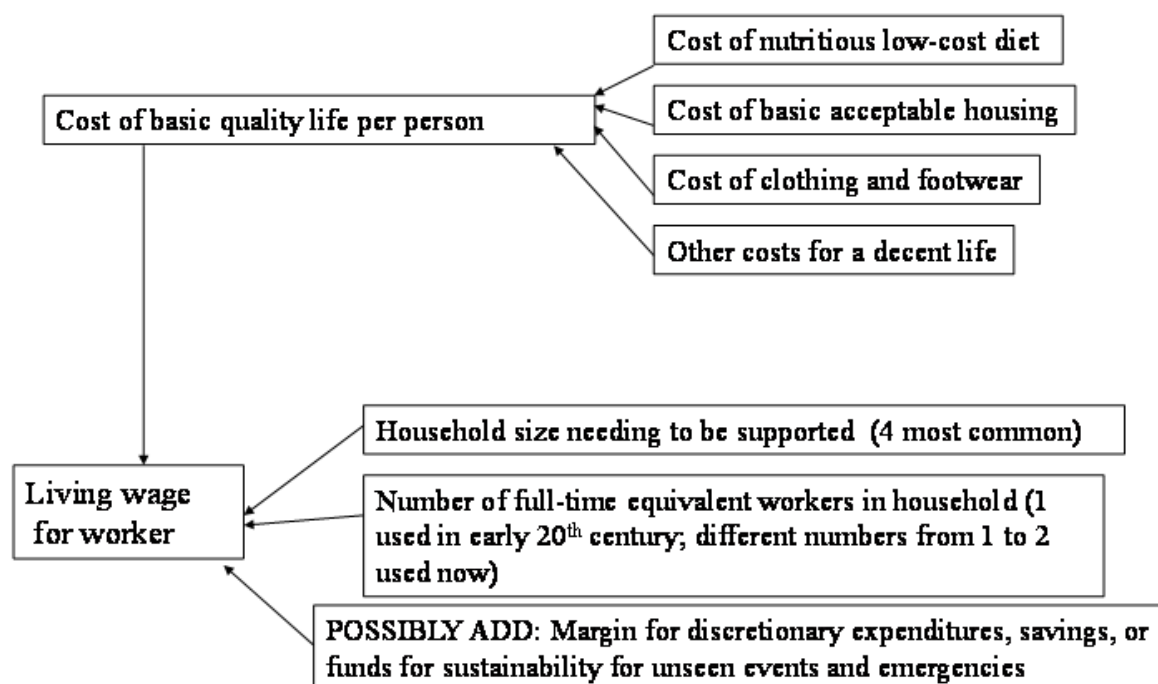 Cost of nutritious low-cost diet
Cost of basic quality life per person
Cost of basic acceptable housing
Cost of clothing and footwear
Other costs for a decent life
Household size needing to be supported (4 most common)
Living wage
for worker
Number of full-time equivalent workers in household (1
used in early 20th century; different numbers from 1 to 2
used now)
POSSIBLY ADD: Margin for discretionary expenditures, savings, or
funds for sustainability for unseen events and emergencies